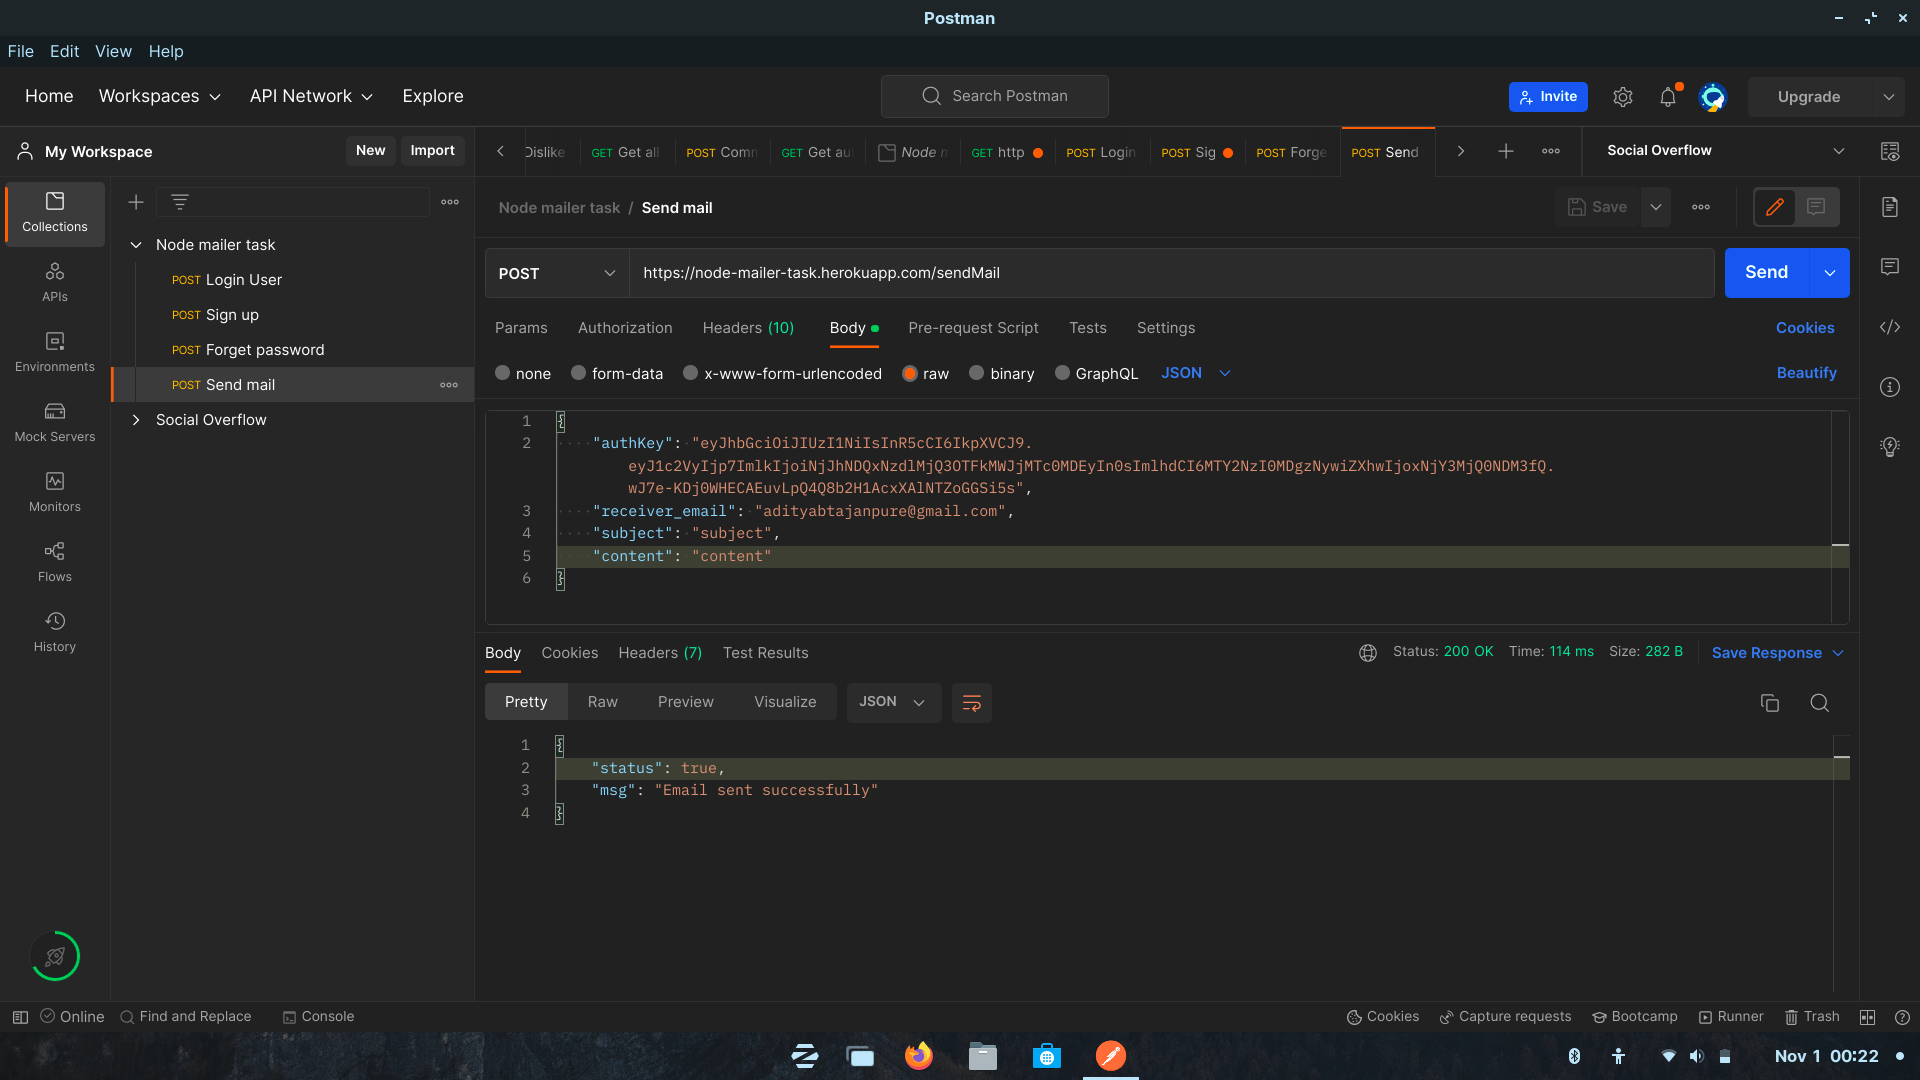 Postman
File Edit View Help
Home Workspaces API Network Explore Search Postman Invite Upgrade
My Workspace New Import Dislike GET Get all POST Comm GET Get au Node m GET http POST Login POST Sig POST Forge POST Send Social Overflow
Node mailer task / Send mail Save
Collections
Node mailer task
POST Login User
POST Sign up
POST Forget password
POST Send mail
Social Overflow
APIs
Environments
Mock Servers
Monitors
Flows
History
POST https://node-mailer-task.herokuapp.com/sendMail Send
Params Authorization Headers (10) Body Pre-request Script Tests Settings Cookies
none form-data x-www-form-urlencoded raw binary GraphQL JSON Beautify
1 {
2 "authKey": "eyJhbGciOiJIUzI1NiIsInR5cCI6IkpXVCJ9.
eyJ1c2VyIjp7ImlkIjoiNjJhNDQxNzdlMjQ3OTFkMWJjMTc0MDEyIn0sImlhdCI6MTY2NzI0MDgzNywiZXhwIjoxNjY3MjQ0NDM3fQ.
wJ7e-KDj0WHECAEuvLpQ4Q8b2H1AcxXAlNTZoGGSi5s",
3 "receiver_email": "adityabtajanpure@gmail.com",
4 "subject": "subject",
5 "content": "content"
6 }
Body Cookies Headers (7) Test Results Status: 200 OK Time: 114 ms Size: 282 B Save Response
Pretty Raw Preview Visualize JSON
1 {
2 "status": true,
3 "msg": "Email sent successfully"
4 }
Online Find and Replace Console Cookies Capture requests Bootcamp Runner Trash
Nov 1 00:22